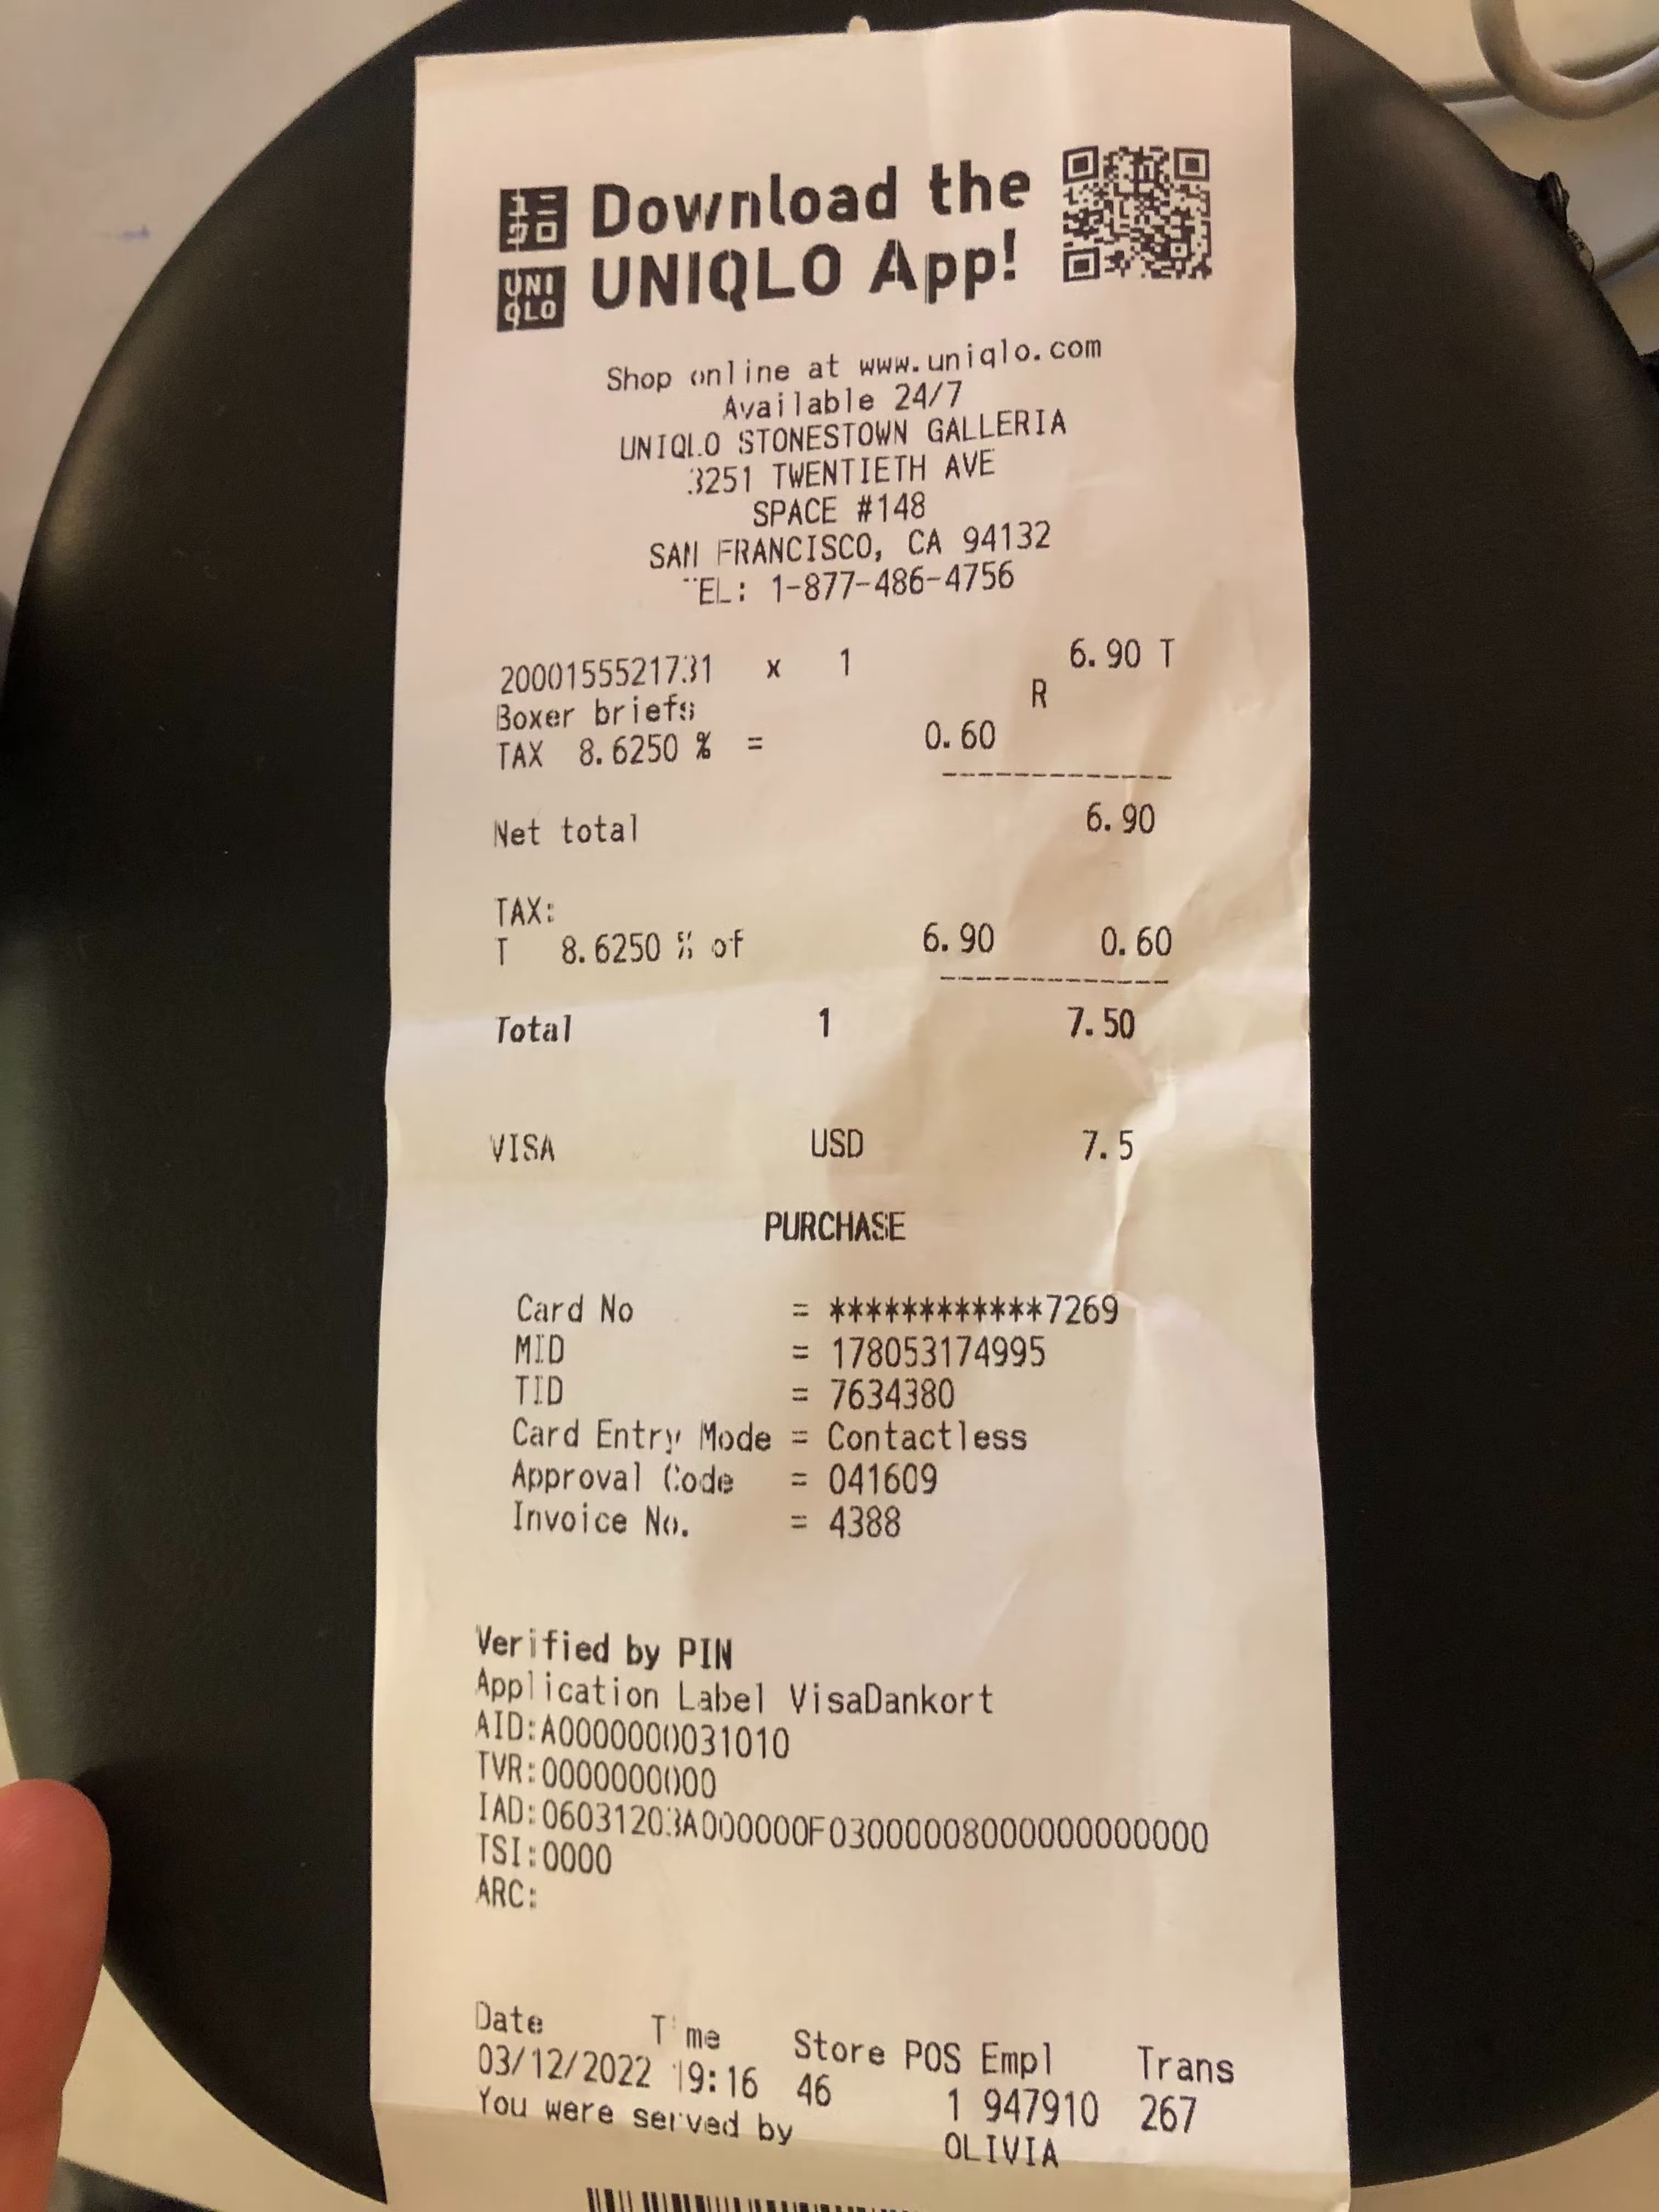 Download the
UNIQLO App!
UNI
QLO
Shop online at www.uniqlo.com
Available 24/7
UNIQLO STONESTOWN GALLERIA
3251 TWENTIETH AVE
SPACE #148
SAN FRANCISCO, CA 94132
TEL: 1-877-486-4756
2000155521731 x 1 6.90 T
Boxer briefs R
TAX 8.6250 % = 0.60
Net total 6.90
TAX:
T 8.6250 % of 6.90 0.60
Total 1 7.50
VISA USD 7.5
PURCHASE
Card No = ************7269
MID = 178053174995
TID = 7634380
Card Entry Mode = Contactless
Approval Code = 041609
Invoice No. = 4388
Verified by PIN
Application Label VisaDankort
AID:A0000000031010
TVR:0000000000
IAD:06031203A000000F03000008000000000000
TSI:0000
ARC:
Date Time Store POS Empl Trans
03/12/2022 19:16 46 1 947910 267
You were served by OLIVIA